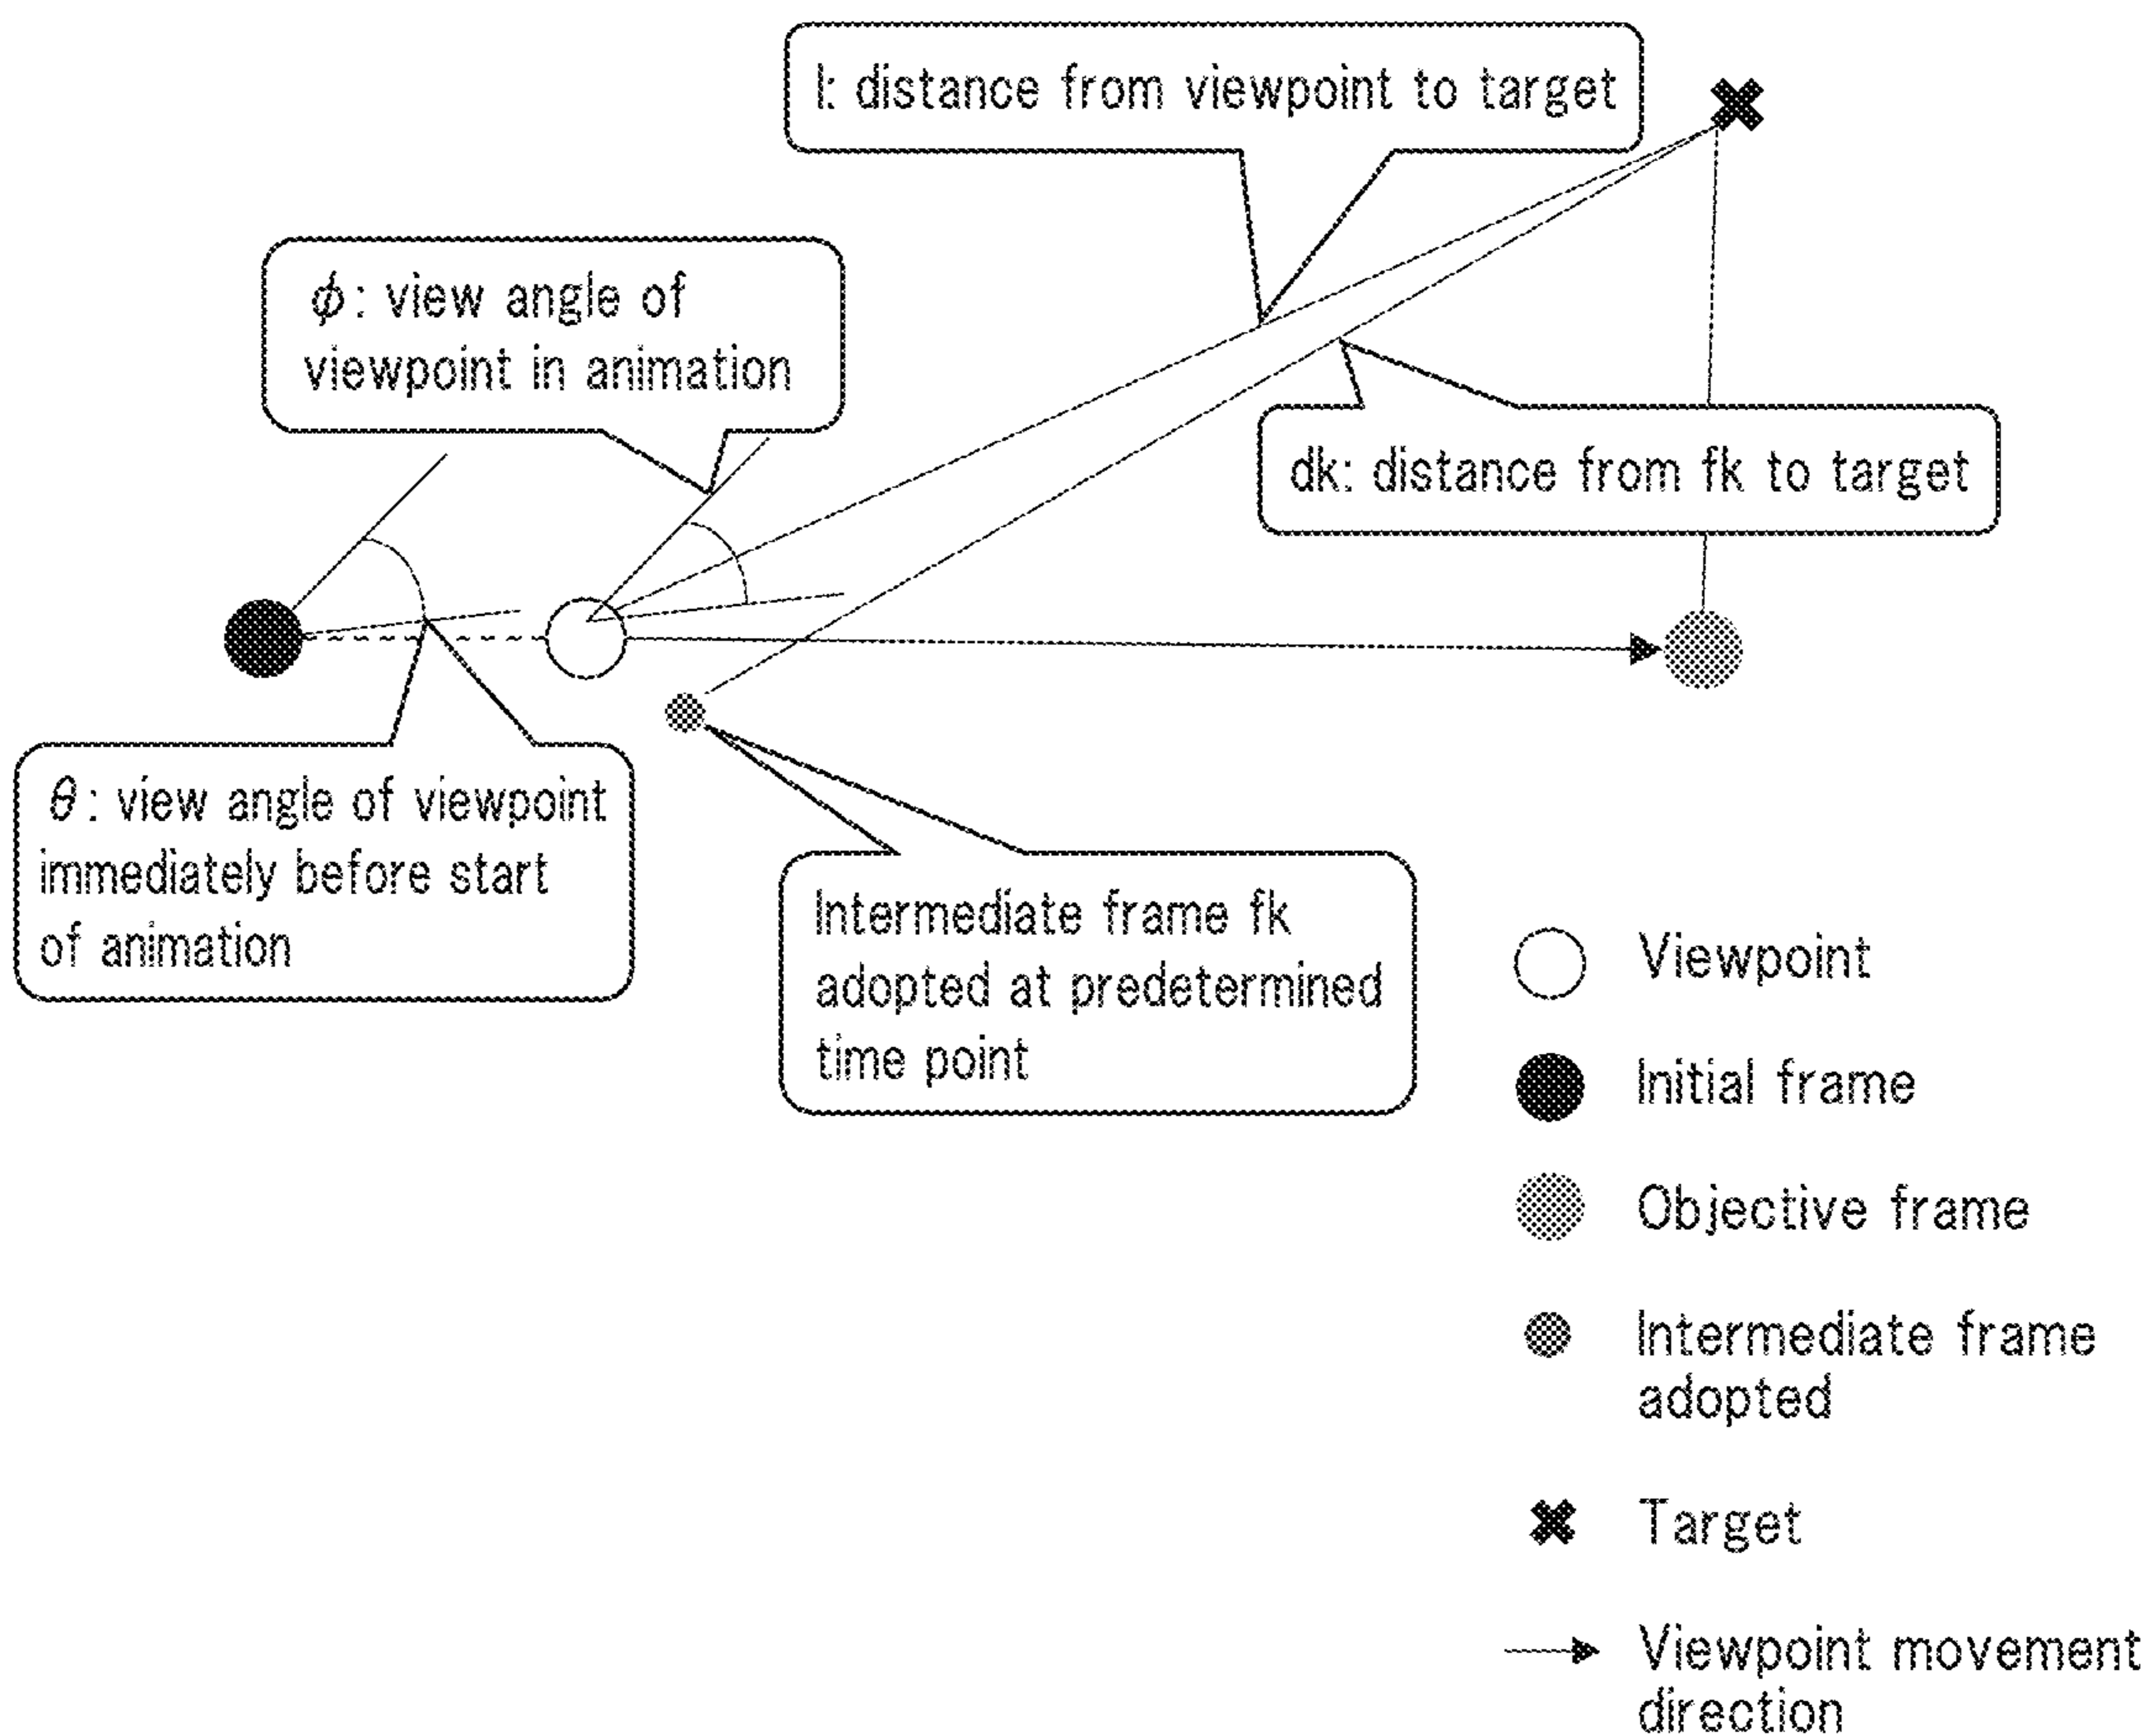 l: distance from viewpoint to target
ϕ: view angle of
viewpoint in animation
dk: distance from fk to target
θ: view angle of viewpoint
immediately before start
of animation
Intermediate frame fk
adopted at predetermined
time point
Viewpoint
Initial frame
Objective frame
Intermediate frame
adopted
Target
Viewpoint movement
direction